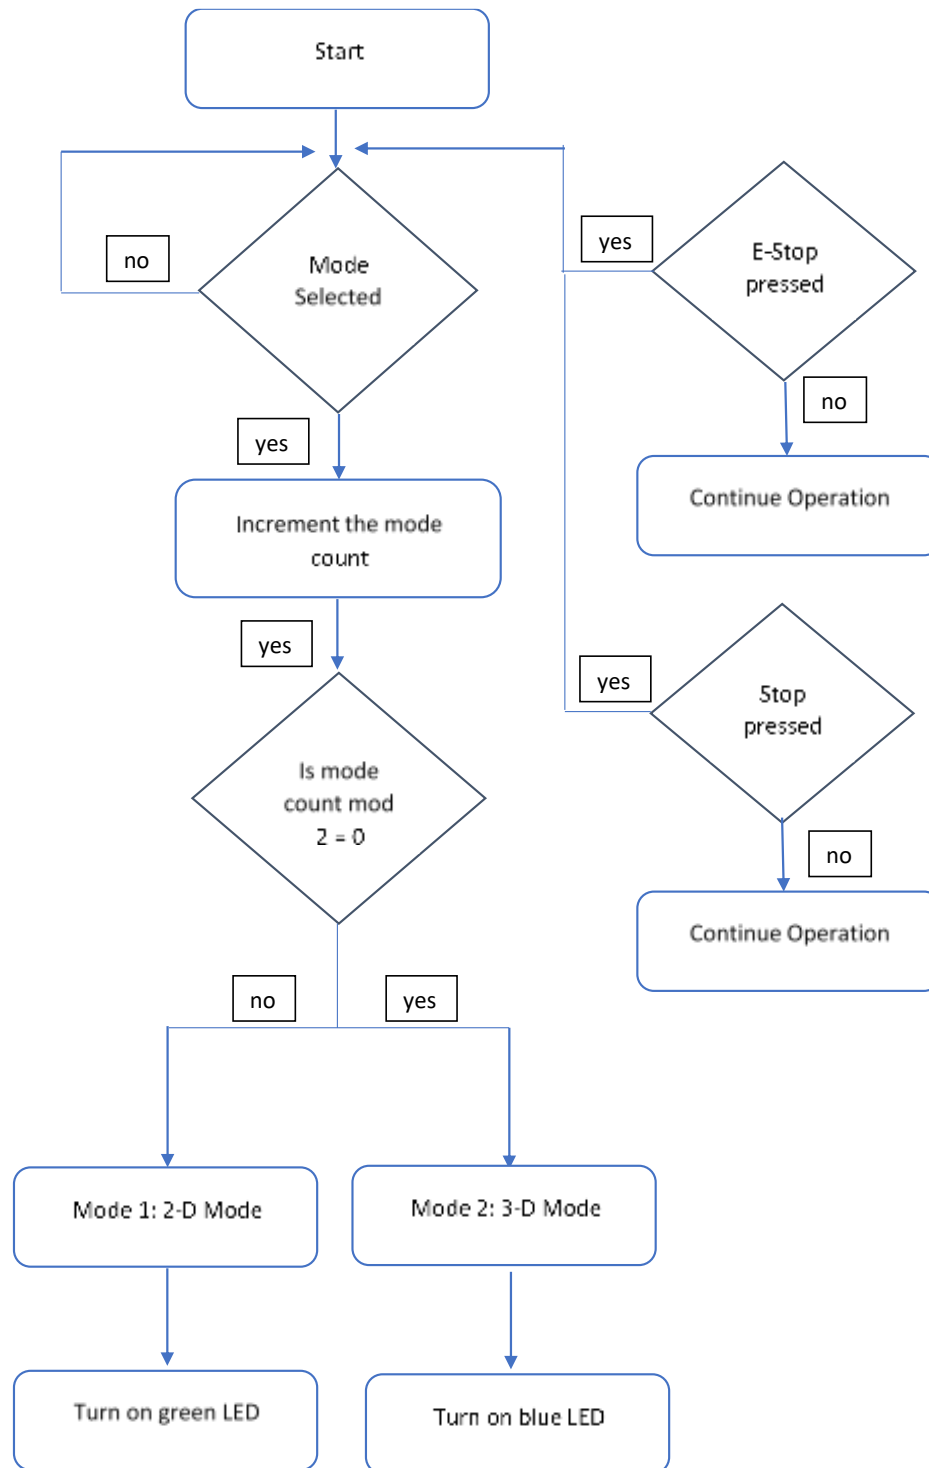 Start
no
Mode
Selected
yes
Increment the mode
count
yes
Is mode
count mod
2 = 0
no
yes
Mode 1: 2-D Mode
Mode 2: 3-D Mode
Turn on green LED
Turn on blue LED
yes
E-Stop
pressed
no
Continue Operation
yes
Stop
pressed
no
Continue Operation